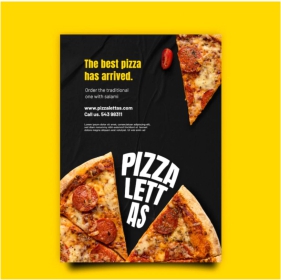 The best pizza
has arrived.
Order the traditional
one with salami
www.pizzalettas.com
Call us. 543 98311
PIZZA
LETT
AS